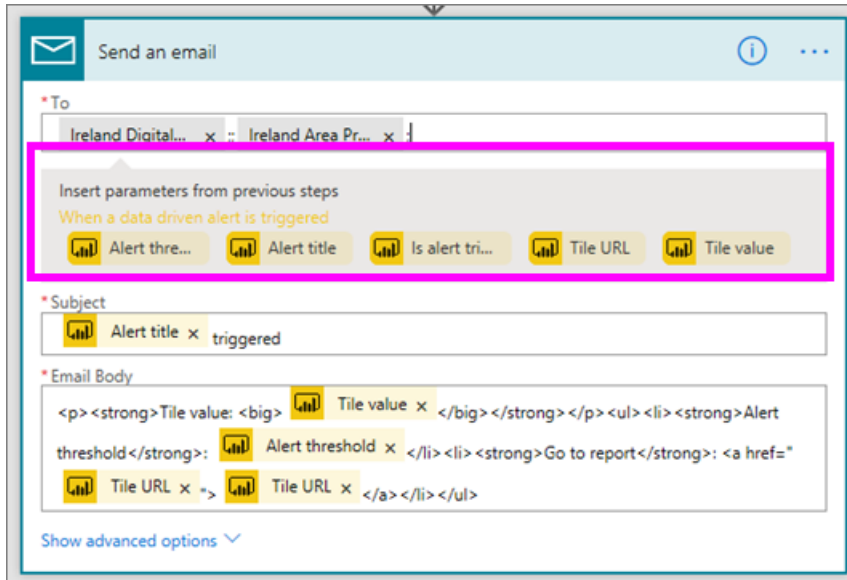 Send an email
* To
Ireland Digital... x ;; Ireland Area Pr... x ;
Insert parameters from previous steps
When a data driven alert is triggered
Alert thre... Alert title Is alert tri... Tile URL Tile value
* Subject
Alert title x triggered
* Email Body
<p><strong>Tile value: <big> Tile value x </big></strong></p><ul><li><strong>Alert
threshold</strong>: Alert threshold x </li><li><strong>Go to report</strong>: <a href="
Tile URL x "> Tile URL x </a></li></ul>
Show advanced options